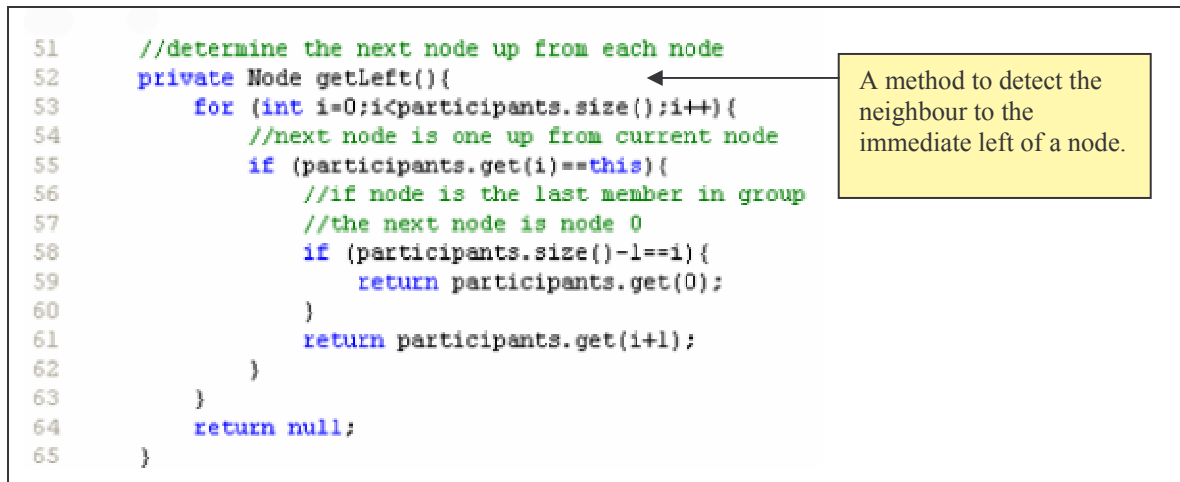 51 //determine the next node up from each node
52 private Node getLeft(){
53 for (int i=0;i<participants.size();i++){
54 //next node is one up from current node
55 if (participants.get(i)==this){
56 //if node is the last member in group
57 //the next node is node 0
58 if (participants.size()-1==i){
59 return participants.get(0);
60 }
61 return participants.get(i+1);
62 }
63 }
64 return null;
65 }
A method to detect the
neighbour to the
immediate left of a node.